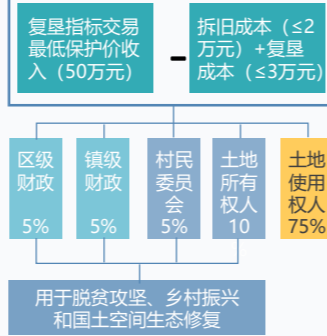 复垦指标交易
最低保护价收
入（50万元）
-
拆旧成本（≤2
万元）+复垦
成本（≤3万元）
区级
财政
5%
镇级
财政
5%
村民
委员
会
5%
土地
所有
权人
10
土地
使用
权人
75%
用于脱贫攻坚、乡村振兴
和国土空间生态修复